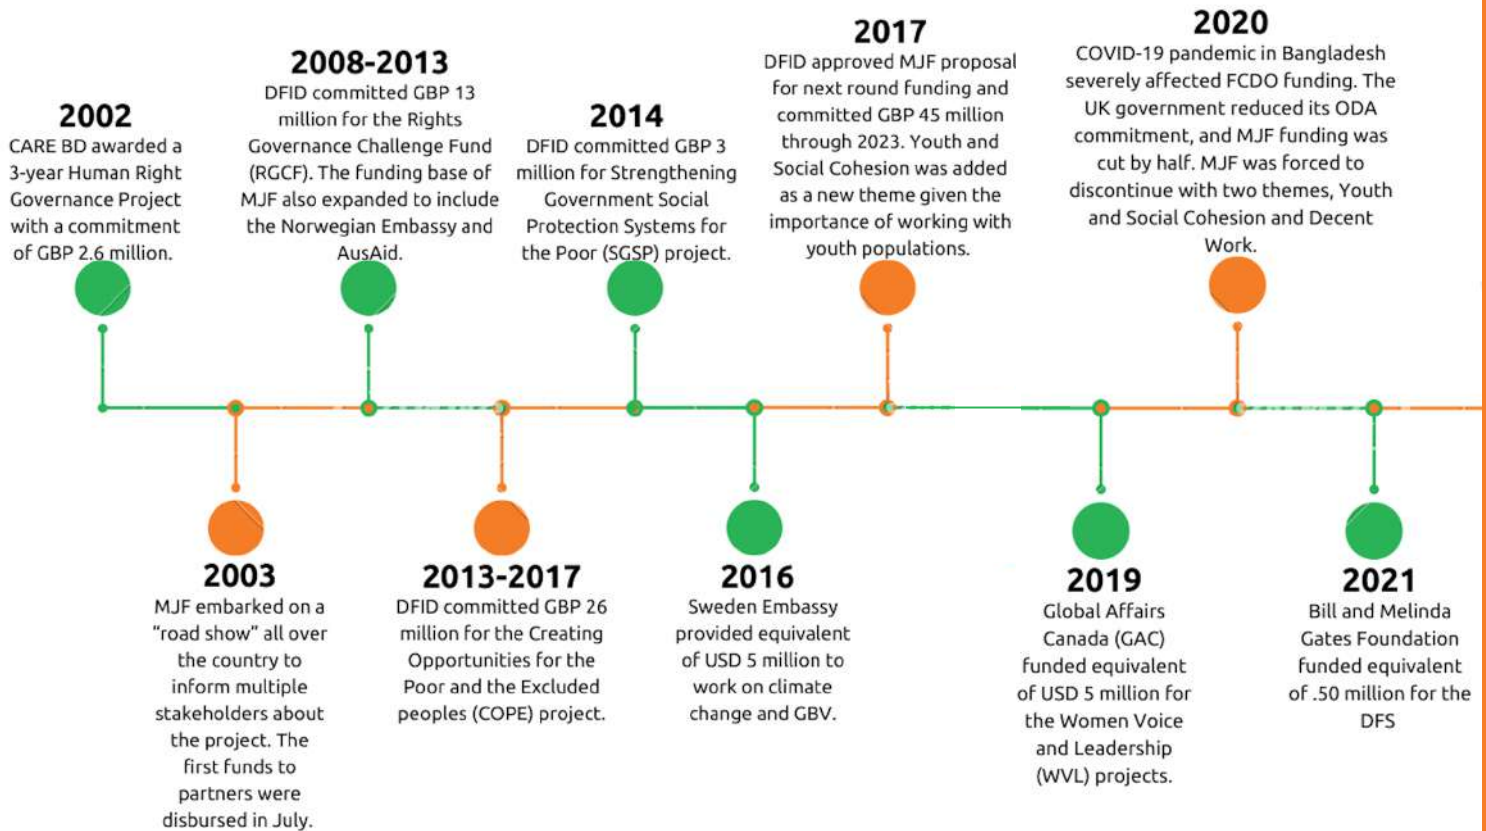 2002
CARE BD awarded a
3-year Human Right
Governance Project
with a commitment
of GBP 2.6 million.
2003
MJF embarked on a
“road show” all over
the country to
inform multiple
stakeholders about
the project. The
first funds to
partners were
disbursed in July.
2008-2013
DFID committed GBP 13
million for the Rights
Governance Challenge Fund
(RGCF). The funding base of
MJF also expanded to include
the Norwegian Embassy and
AusAid.
2013-2017
DFID committed GBP 26
million for the Creating
Opportunities for the
Poor and the Excluded
peoples (COPE) project.
2014
DFID committed GBP 3
million for Strengthening
Government Social
Protection Systems for
the Poor (SGSP) project.
2016
Sweden Embassy
provided equivalent
of USD 5 million to
work on climate
change and GBV.
2017
DFID approved MJF proposal
for next round funding and
committed GBP 45 million
through 2023. Youth and
Social Cohesion was added
as a new theme given the
importance of working with
youth populations.
2019
Global Affairs
Canada (GAC)
funded equivalent
of USD 5 million for
the Women Voice
and Leadership
(WVL) projects.
2020
COVID-19 pandemic in Bangladesh
severely affected FCDO funding. The
UK government reduced its ODA
commitment, and MJF funding was
cut by half. MJF was forced to
discontinue with two themes, Youth
and Social Cohesion and Decent
Work.
2021
Bill and Melinda
Gates Foundation
funded equivalent
of .50 million for the
DFS